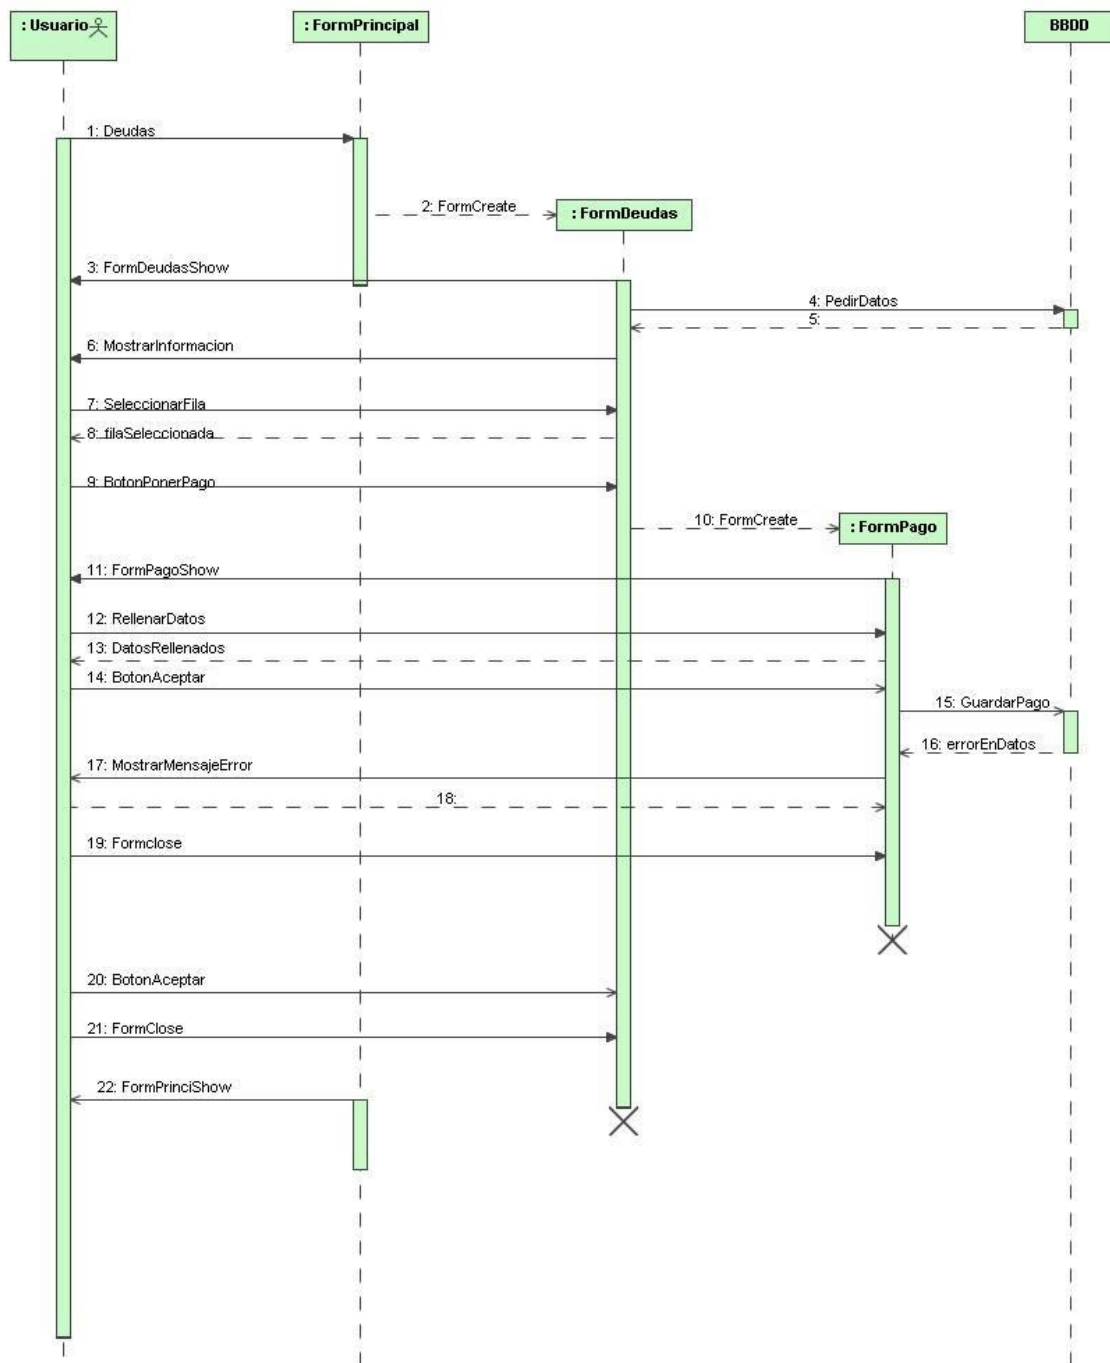 : Usuario
: FormPrincipal
BBDD
1: Deudas
2: FormCreate
: FormDeudas
3: FormDeudasShow
4: PedirDatos
5:
6: MostrarInformacion
7: SeleccionarFila
8: filaSeleccionada
9: BotonPonerPago
10: FormCreate
: FormPago
11: FormPagoShow
12: RellenarDatos
13: DatosRellenados
14: BotonAceptar
15: GuardarPago
16: errorEnDatos
17: MostrarMensajeError
18:
19: Formclose
20: BotonAceptar
21: FormClose
22: FormPrinciShow